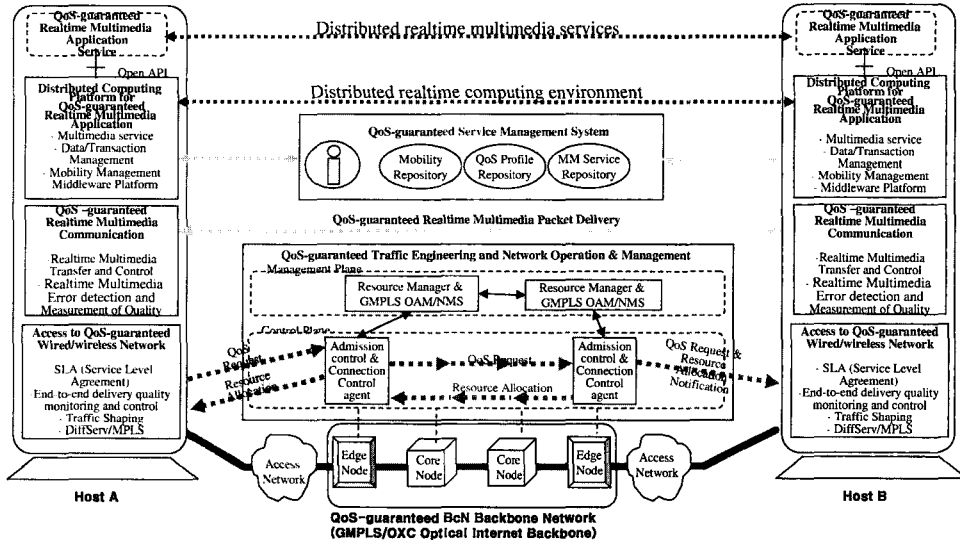 QoS-guaranteed
Realtime Multimedia
Application
Service
Open API
Distributed Computing
Platform for
QoS-guaranteed
Realtime Multimedia
Application
· Multimedia service
· Data/Transaction
Management
· Mobility Management
Middleware Platform
QoS –guaranteed
Realtime Multimedia
Communication
·Realtime Multimedia
Transfer and Control
·Realtime Multimedia
Error detection and
Measurement of Quality
Access to QoS-guaranteed
Wired/wireless Network
· SLA (Service Level
Agreement)
·End-to-end delivery quality
monitoring and control
· Traffic Shaping
· DiffServ/MPLS
Host A
Distributed realtime multimedia services
Distributed realtime computing environment
QoS-guaranteed Service Management System
Mobility
Repository
QoS Profile
Repository
MM Service
Repository
QoS-guaranteed Realtime Multimedia Packet Delivery
QoS-guaranteed Traffic Engineering and Network Operation & Management
Management Plane
Resource Manager &
GMPLS OAM/NMS
Resource Manager &
GMPLS OAM/NMS
Control Plane
QoS
Request
Resource
Allocation
Admission
control &
Connection
Control
agent
QoS Request
Resource Allocation
Admission
control &
Connection
Control
agent
QoS Request &
Resource
Allocation
Notification
Access
Network
Edge
Node
Core
Node
Core
Node
Edge
Node
Access
Network
QoS-guaranteed BcN Backbone Network
(GMPLS/OXC Optical Internet Backbone)
QoS-guaranteed
Realtime Multimedia
Application
Service
Open API
Distributed Computing
Platform for
QoS-guaranteed
Realtime Multimedia
Application
· Multimedia service
· Data/Transaction
Management
· Mobility Management
· Middleware Platform
QoS –guaranteed
Realtime Multimedia
Communication
·Realtime Multimedia
Transfer and Control
· Realtime Multimedia
Error detection and
Measurement of Quality
Access to QoS-guaranteed
Wired/wireless Network
· SLA (Service Level
Agreement)
·End-to-end delivery quality
monitoring and control
· Traffic Shaping
· DiffServ/MPLS
Host B